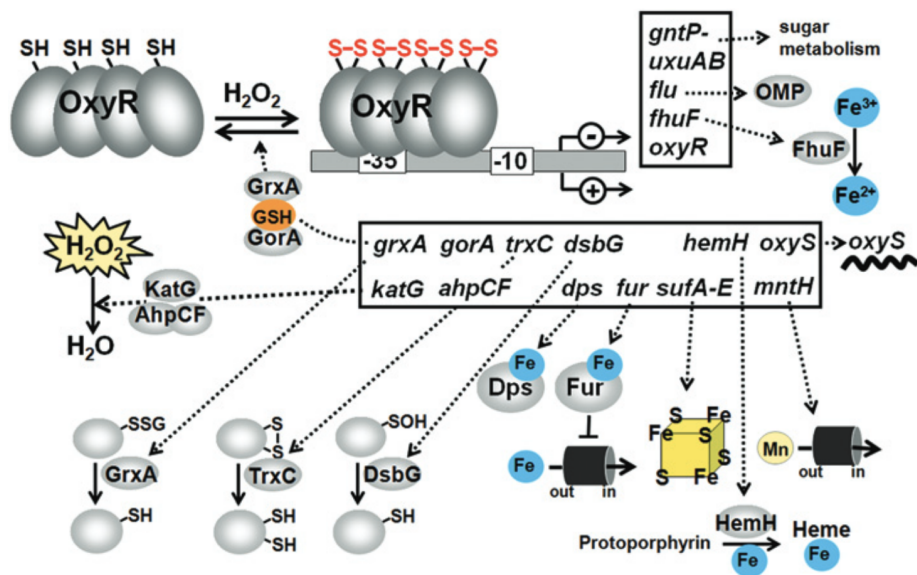 SH SH SH SH
OxyR
H₂O₂
S-S S-S S-S S-S
OxyR
-35
-10
-
+
gntP-
uxuAB
flu
fhuF
oxyR
sugar
metabolism
OMP
FhuF
Fe³⁺
Fe²⁺
GrxA
GSH
GorA
H₂O₂
KatG
AhpCF
H₂O
grxA gorA trxC dsbG hemH oxyS
katG ahpCF dps fur sufA-E mntH
oxyS
SSG
GrxA
SH
S
S
TrxC
SH
SH
SOH
DsbG
SH
Fe
Dps
Fe
Fur
Fe
out in
S Fe
Fe S
S
S Fe
Mn
out in
HemH
Protoporphyrin
Fe
Heme
Fe